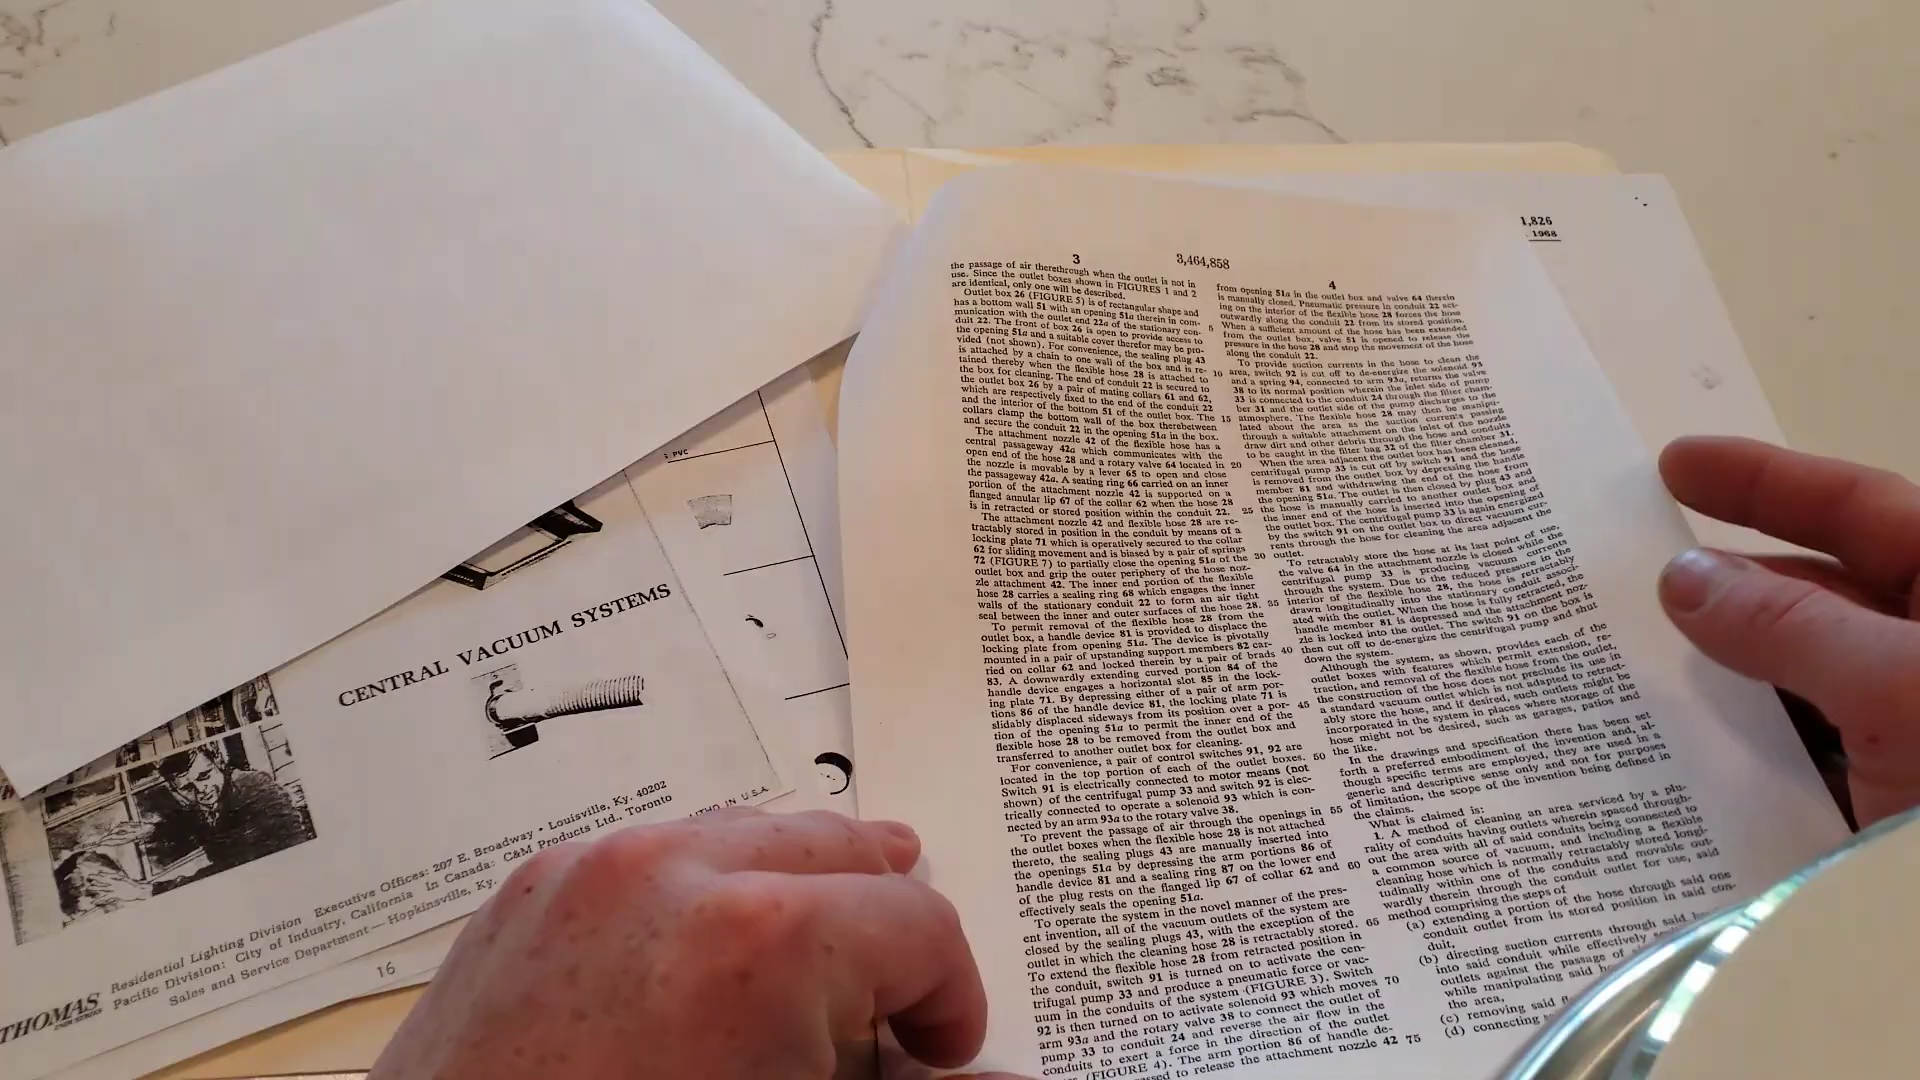 : PVC
CENTRAL VACUUM SYSTEMS
LITHO IN U.S.A
THOMAS
INDUSTRIES
Residential Lighting Division Executive Offices: 207 E. Broadway • Louisville, Ky. 40202
Pacific Division: City of Industry, California In Canada: C&M Products Ltd., Toronto
Sales and Service Department — Hopkinsville, Ky.
16
1,826
1968
3,464,858
3
the passage of air therethrough when the outlet is not in
use. Since the outlet boxes shown in FIGURES 1 and 2
are identical, only one will be described.
Outlet box 26 (FIGURE 5) is of rectangular shape and
has a bottom wall 51 with an opening 51a therein in com-
munication with the outlet end 22a of the stationary con-
duit 22. The front of box 26 is open to provide access to 5
the opening 51a and a suitable cover therefor may be pro-
vided (not shown). For convenience, the sealing plug 43
is attached by a chain to one wall of the box and is re-
tained thereby when the flexible hose 28 is attached to 10
the box for cleaning. The end of conduit 22 is secured to
the outlet box 26 by a pair of mating collars 61 and 62,
which are respectively fixed to the end of the conduit 22
and the interior of the bottom 51 of the outlet box. The 15
collars clamp the bottom wall of the box therebetween
and secure the conduit 22 in the opening 51a in the box.
The attachment nozzle 42 of the flexible hose has a
central passageway 42a which communicates with the
open end of the hose 28 and a rotary valve 64 located in 20
the nozzle is movable by a lever 65 to open and close
the passageway 42a. A seating ring 66 carried on an inner
portion of the attachment nozzle 42 is supported on a
flanged annular lip 67 of the collar 62 when the hose 28
is in retracted or stored position within the conduit 22. 25
The attachment nozzle 42 and flexible hose 28 are re-
tractably stored in position in the conduit by means of a
locking plate 71 which is operatively secured to the collar
62 for sliding movement and is biased by a pair of springs
72 (FIGURE 7) to partially close the opening 51a of the 30
outlet box and grip the outer periphery of the hose noz-
zle attachment 42. The inner end portion of the flexible
hose 28 carries a sealing ring 68 which engages the inner
walls of the stationary conduit 22 to form an air tight
seal between the inner and outer surfaces of the hose 28. 35
To permit removal of the flexible hose 28 from the
outlet box, a handle device 81 is provided to displace the
locking plate from opening 51a. The device is pivotally
mounted in a pair of upstanding support members 82 car-
ried on collar 62 and locked therein by a pair of brads 40
83. A downwardly extending curved portion 84 of the
handle device engages a horizontal slot 85 in the lock-
ing plate 71. By depressing either of a pair of arm por-
tions 86 of the handle device 81, the locking plate 71 is
slidably displaced sideways from its position over a por- 45
tion of the opening 51a to permit the inner end of the
flexible hose 28 to be removed from the outlet box and
transferred to another outlet box for cleaning.
For convenience, a pair of control switches 91, 92 are
located in the top portion of each of the outlet boxes. 50
Switch 91 is electrically connected to motor means (not
shown) of the centrifugal pump 33 and switch 92 is elec-
trically connected to operate a solenoid 93 which is con-
nected by an arm 93a to the rotary valve 38.
To prevent the passage of air through the openings in 55
the outlet boxes when the flexible hose 28 is not attached
thereto, the sealing plugs 43 are manually inserted into
the openings 51a by depressing the arm portions 86 of
handle device 81 and a sealing ring 87 on the lower end
of the plug rests on the flanged lip 67 of collar 62 and 60
effectively seals the opening 51a.
To operate the system in the novel manner of the pres-
ent invention, all of the vacuum outlets of the system are
closed by the sealing plugs 43, with the exception of the
outlet in which the cleaning hose 28 is retractably stored. 65
To extend the flexible hose 28 from retracted position in
the conduit, switch 91 is turned on to activate the cen-
trifugal pump 33 and produce a pneumatic force or vac-
uum in the conduits of the system (FIGURE 3). Switch
92 is then turned on to activate solenoid 93 which moves 70
arm 93a and the rotary valve 38 to connect the outlet of
pump 33 to conduit 24 and reverse the air flow in the
conduits to exert a force in the direction of the outlet
(FIGURE 4). The arm portion 86 of handle de-
to release the attachment nozzle 42 75
4
from opening 51a in the outlet box and valve 64 therein
is manually closed. Pneumatic pressure in conduit 22 act-
ing on the interior of the flexible hose 28 forces the hose
outwardly along the conduit 22 from its stored position.
When a sufficient amount of the hose has been extended
from the outlet box, valve 51 is opened to release the
pressure in the hose 28 and stop the movement of the hose
along the conduit 22.
To provide suction currents in the hose to clean the
area, switch 92 is cut off to de-energize the solenoid 93
and a spring 94, connected to arm 93a, returns the valve
38 to its normal position wherein the inlet side of pump
33 is connected to the conduit 24 through the filter cham-
ber 31 and the outlet side of the pump discharges to the
atmosphere. The flexible hose 28 may then be manipu-
lated about the area as the suction currents passing
through a suitable attachment on the inlet of the nozzle
draw dirt and other debris through the hose and conduits
to be caught in the filter bag 32 of the filter chamber 31.
When the area adjacent the outlet box has been cleaned,
centrifugal pump 33 is cut off by switch 91 and the hose
is removed from the outlet box by depressing the handle
member 81 and withdrawing the end of the hose from
the opening 51a. The outlet is then closed by plug 43 and
the hose is manually carried to another outlet box and
the inner end of the hose is inserted into the opening of
the outlet box. The centrifugal pump 33 is again energized
by the switch 91 on the outlet box to direct vacuum cur-
rents through the hose for cleaning the area adjacent the
outlet.
To retractably store the hose at its last point of use,
the valve 64 in the attachment nozzle is closed while the
centrifugal pump 33 is producing vacuum currents
through the system. Due to the reduced pressure in the
interior of the flexible hose 28, the hose is retractably
drawn longitudinally into the stationary conduit associ-
ated with the outlet. When the hose is fully retracted, the
handle member 81 is depressed and the attachment noz-
zle is locked into the outlet. The switch 91 on the box is
then cut off to de-energize the centrifugal pump and shut
down the system.
Although the system, as shown, provides each of the
outlet boxes with features which permit extension, re-
traction, and removal of the flexible hose from the outlet,
the construction of the hose does not preclude its use in
a standard vacuum outlet which is not adapted to retract-
ably store the hose, and if desired, such outlets might be
incorporated in the system in places where storage of the
hose might not be desired, such as garages, patios and
the like.
In the drawings and specification there has been set
forth a preferred embodiment of the invention and, al-
though specific terms are employed, they are used in a
generic and descriptive sense only and not for purposes
of limitation, the scope of the invention being defined in
the claims.
What is claimed is:
1. A method of cleaning an area serviced by a plu-
rality of conduits having outlets wherein spaced through-
out the area with all of said conduits being connected to
a common source of vacuum, and including a flexible
cleaning hose which is normally retractably stored longi-
tudinally within one of the conduits and movable out-
wardly therein through the conduit outlet for use, said
method comprising the steps of
(a) extending a portion of the hose through said one
conduit outlet from its stored position in said con-
duit,
(b) directing suction currents through said
into said conduit while effectively
outlets against the passage of
while manipulating said
the area,
(c) removing said
(d) connecting